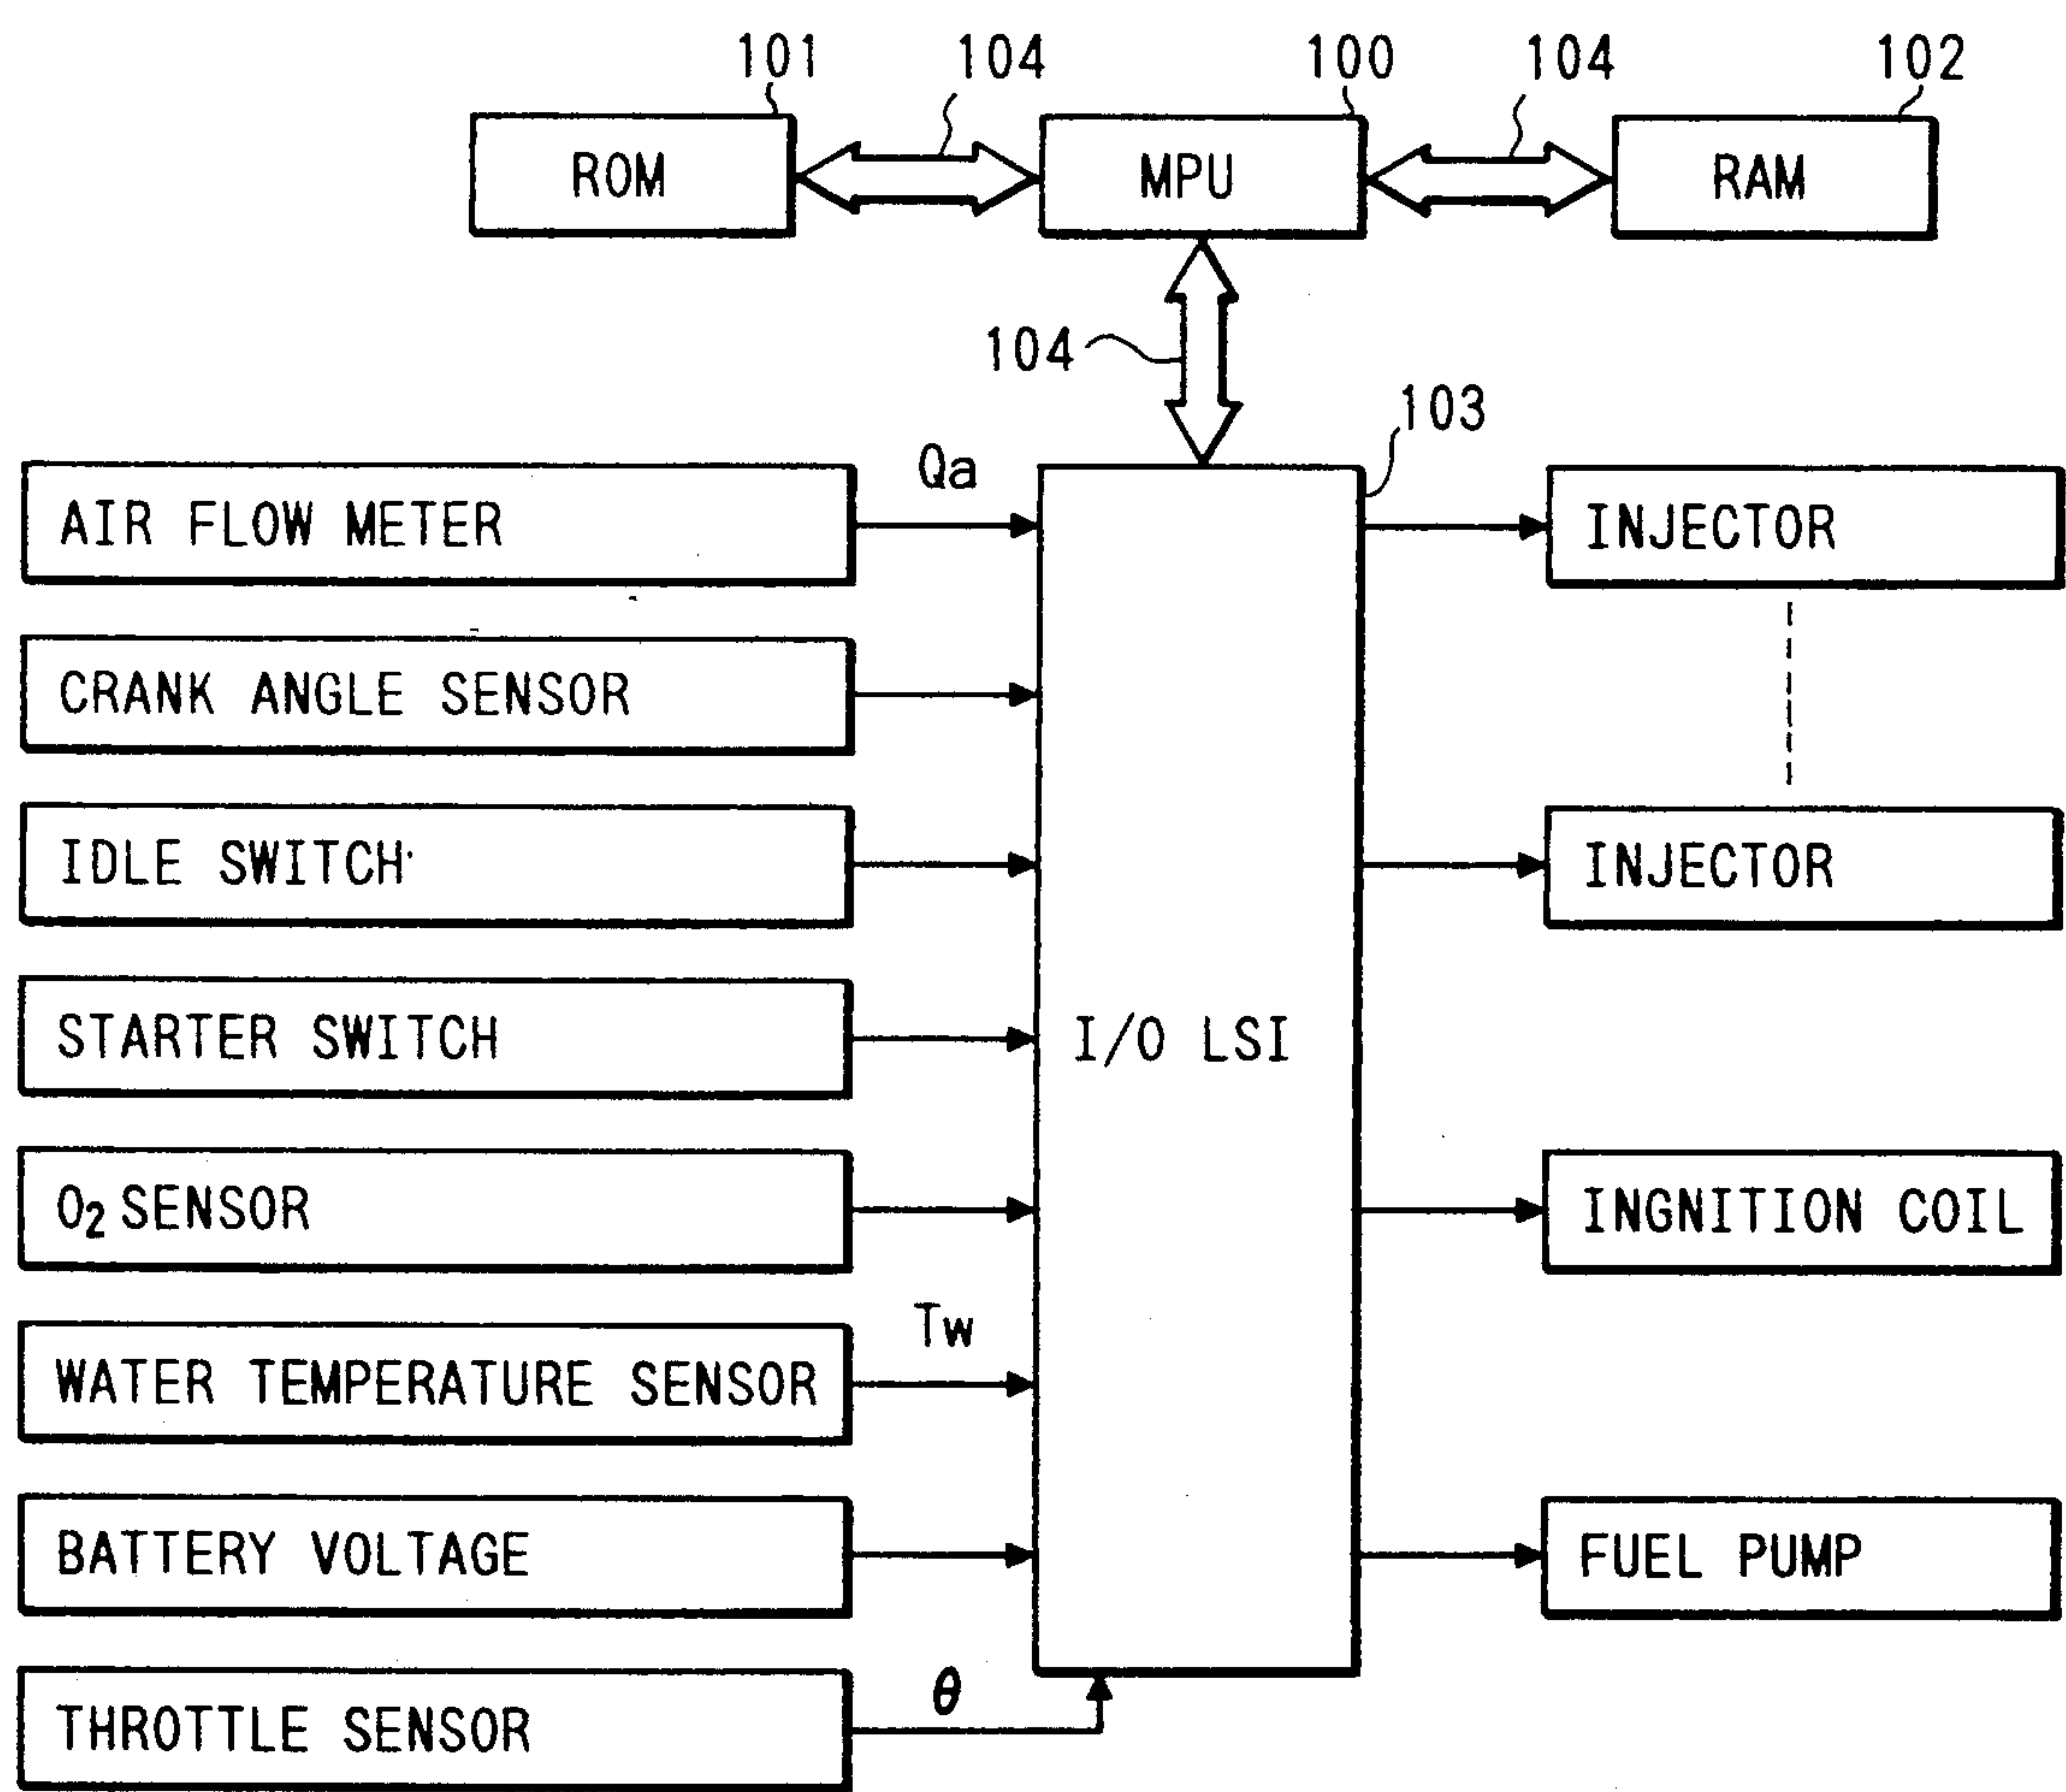 101 104 100 104 102
ROM MPU RAM
104
103
Qa
AIR FLOW METER INJECTOR
CRANK ANGLE SENSOR
IDLE SWITCH INJECTOR
STARTER SWITCH I/O LSI
O2 SENSOR INGNITION COIL
Tw
WATER TEMPERATURE SENSOR
BATTERY VOLTAGE FUEL PUMP
θ
THROTTLE SENSOR